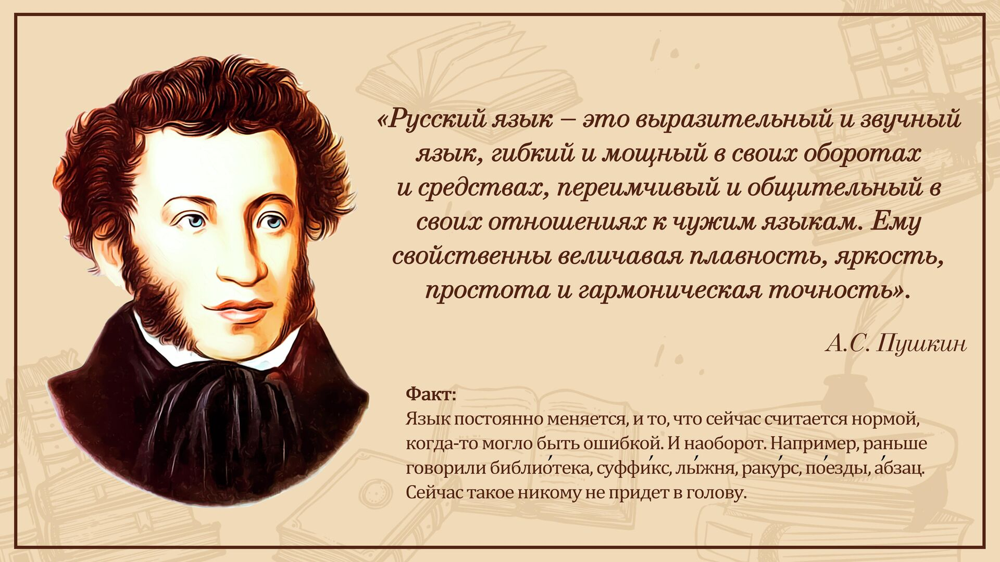 «Русский язык – это выразительный и звучный
язык, гибкий и мощный в своих оборотах
и средствах, переимчивый и общительный в
своих отношениях к чужим языкам. Ему
свойственны величавая плавность, яркость,
простота и гармоническая точность».
А.С. Пушкин
Факт:
Язык постоянно меняется, и то, что сейчас считается нормой,
когда-то могло быть ошибкой. И наоборот. Например, раньше
говорили библио́тека, суффи́кс, лы́жня, раку́рс, по́езды, а́бзац.
Сейчас такое никому не придет в голову.